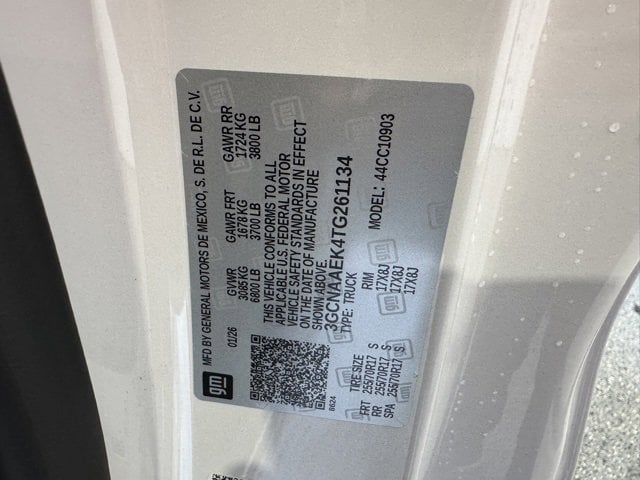 MFD BY GENERAL MOTORS DE MEXICO, S. DE R.L. DE C.V.
01/26 GVWR GAWR FRT GAWR RR
3085 KG 1678 KG 1724 KG
6800 LB 3700 LB 3800 LB
THIS VEHICLE CONFORMS TO ALL
APPLICABLE U.S. FEDERAL MOTOR
VEHICLE SAFETY STANDARDS IN EFFECT
ON THE DATE OF MANUFACTURE
SHOWN ABOVE.
3GCNAAEK4TG261134
TYPE: TRUCK MODEL: 44CC10903
TIRE SIZE RIM
FRT 255/70R17 S 17X8J
RR 255/70R17 S 17X8J
SPA 255/70R17 S 17X8J
gm
8624